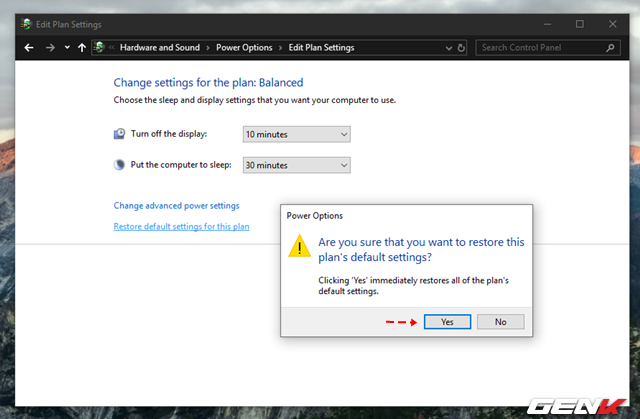 Edit Plan Settings
Hardware and Sound > Power Options > Edit Plan Settings
Search Control Panel
Change settings for the plan: Balanced
Choose the sleep and display settings that you want your computer to use.
Turn off the display: 10 minutes
Put the computer to sleep: 30 minutes
Change advanced power settings
Restore default settings for this plan
Power Options
Are you sure that you want to restore this
plan's default settings?
Clicking 'Yes' immediately restores all of the plan's
default settings.
Yes No
GENK